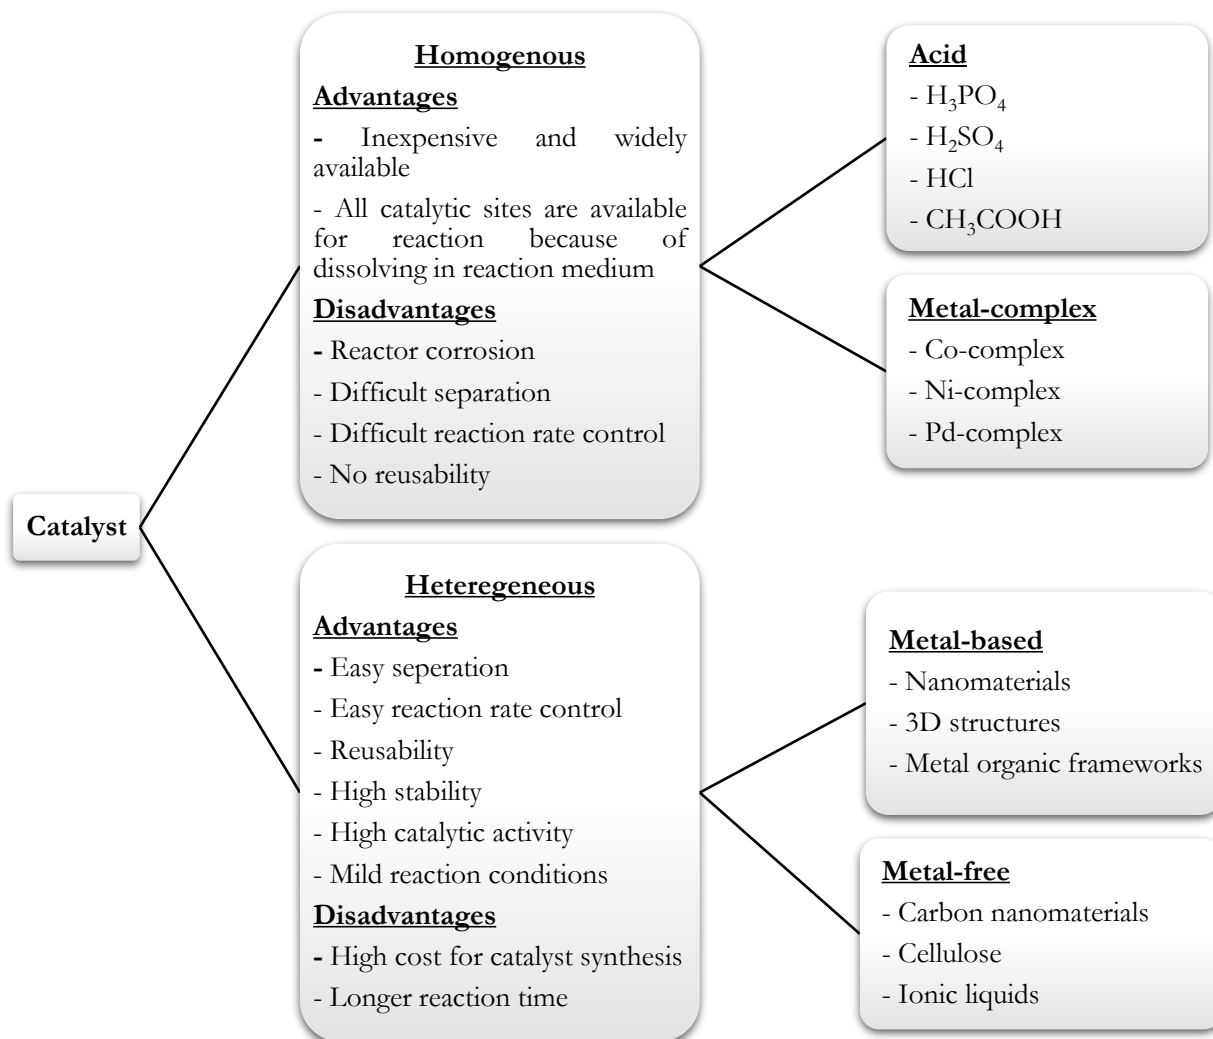 Catalyst
Homogenous
Advantages
- Inexpensive and widely
available
- All catalytic sites are available
for reaction because of
dissolving in reaction medium
Disadvantages
- Reactor corrosion
- Difficult separation
- Difficult reaction rate control
- No reusability
Acid
- H₃PO₄
- H₂SO₄
- HCl
- CH₃COOH
Metal-complex
- Co-complex
- Ni-complex
- Pd-complex
Heteregeneous
Advantages
- Easy seperation
- Easy reaction rate control
- Reusability
- High stability
- High catalytic activity
- Mild reaction conditions
Disadvantages
- High cost for catalyst synthesis
- Longer reaction time
Metal-based
- Nanomaterials
- 3D structures
- Metal organic frameworks
Metal-free
- Carbon nanomaterials
- Cellulose
- Ionic liquids